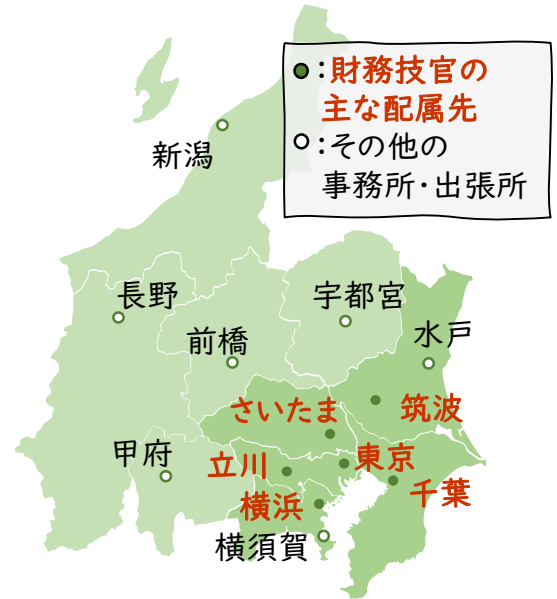 ：財務技官の
主な配属先
：その他の
事務所・出張所
新潟
長野
宇都宮
前橋
水戸
さいたま
筑波
甲府
立川
東京
千葉
横浜
横須賀